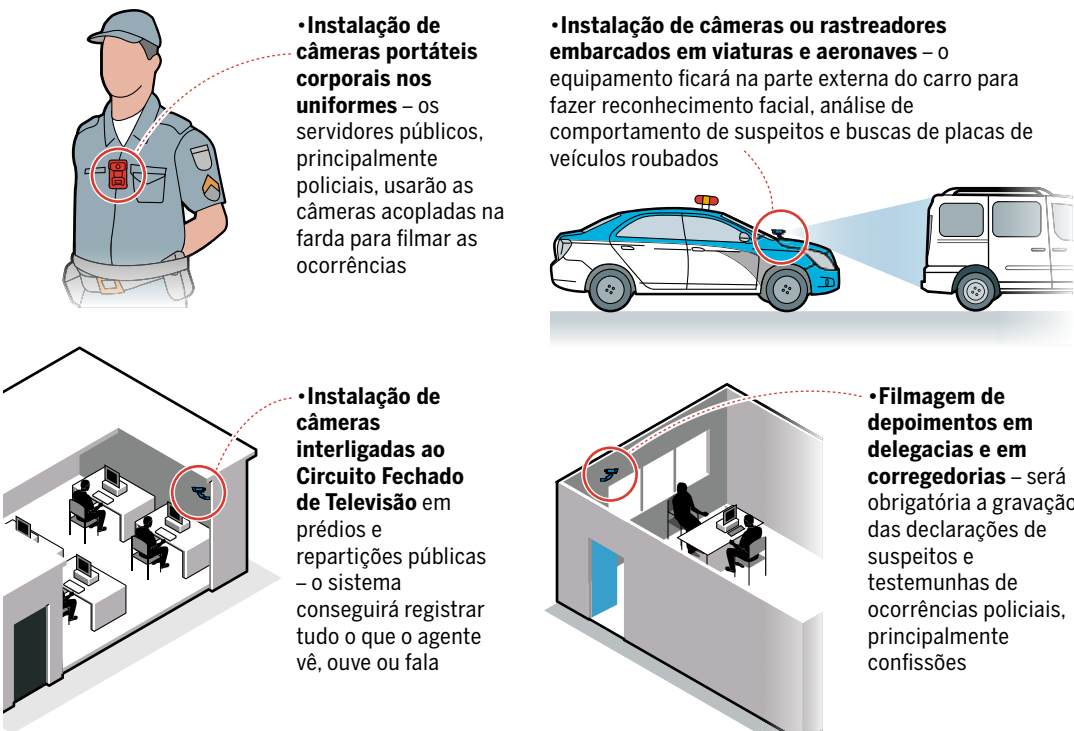 •Instalação de
câmeras portáteis
corporais nos
uniformes – os
servidores públicos,
principalmente
policiais, usarão as
câmeras acopladas na
farda para filmar as
ocorrências
•Instalação de câmeras ou rastreadores
embarcados em viaturas e aeronaves – o
equipamento ficará na parte externa do carro para
fazer reconhecimento facial, análise de
comportamento de suspeitos e buscas de placas de
veículos roubados
•Instalação de
câmeras
interligadas ao
Circuito Fechado
de Televisão em
prédios e
repartições públicas
– o sistema
conseguirá registrar
tudo o que o agente
vê, ouve ou fala
•Filmagem de
depoimentos em
delegacias e em
corregedorias – será
obrigatória a gravação
das declarações de
suspeitos e
testemunhas de
ocorrências policiais,
principalmente
confissões